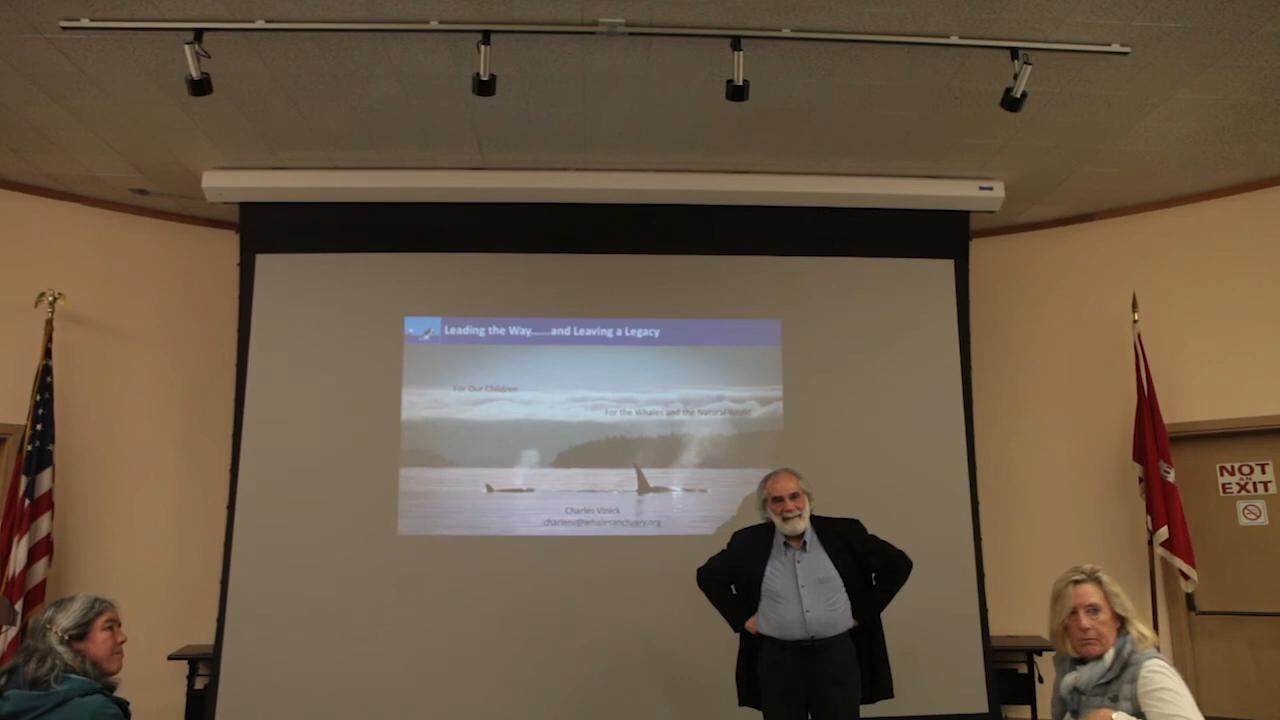 Leading the Way......and Leaving a Legacy
For Our Children
For the Whales and the Natural World
Charles Vinick
charles@whalesanctuary.org
NOT
AN
EXIT